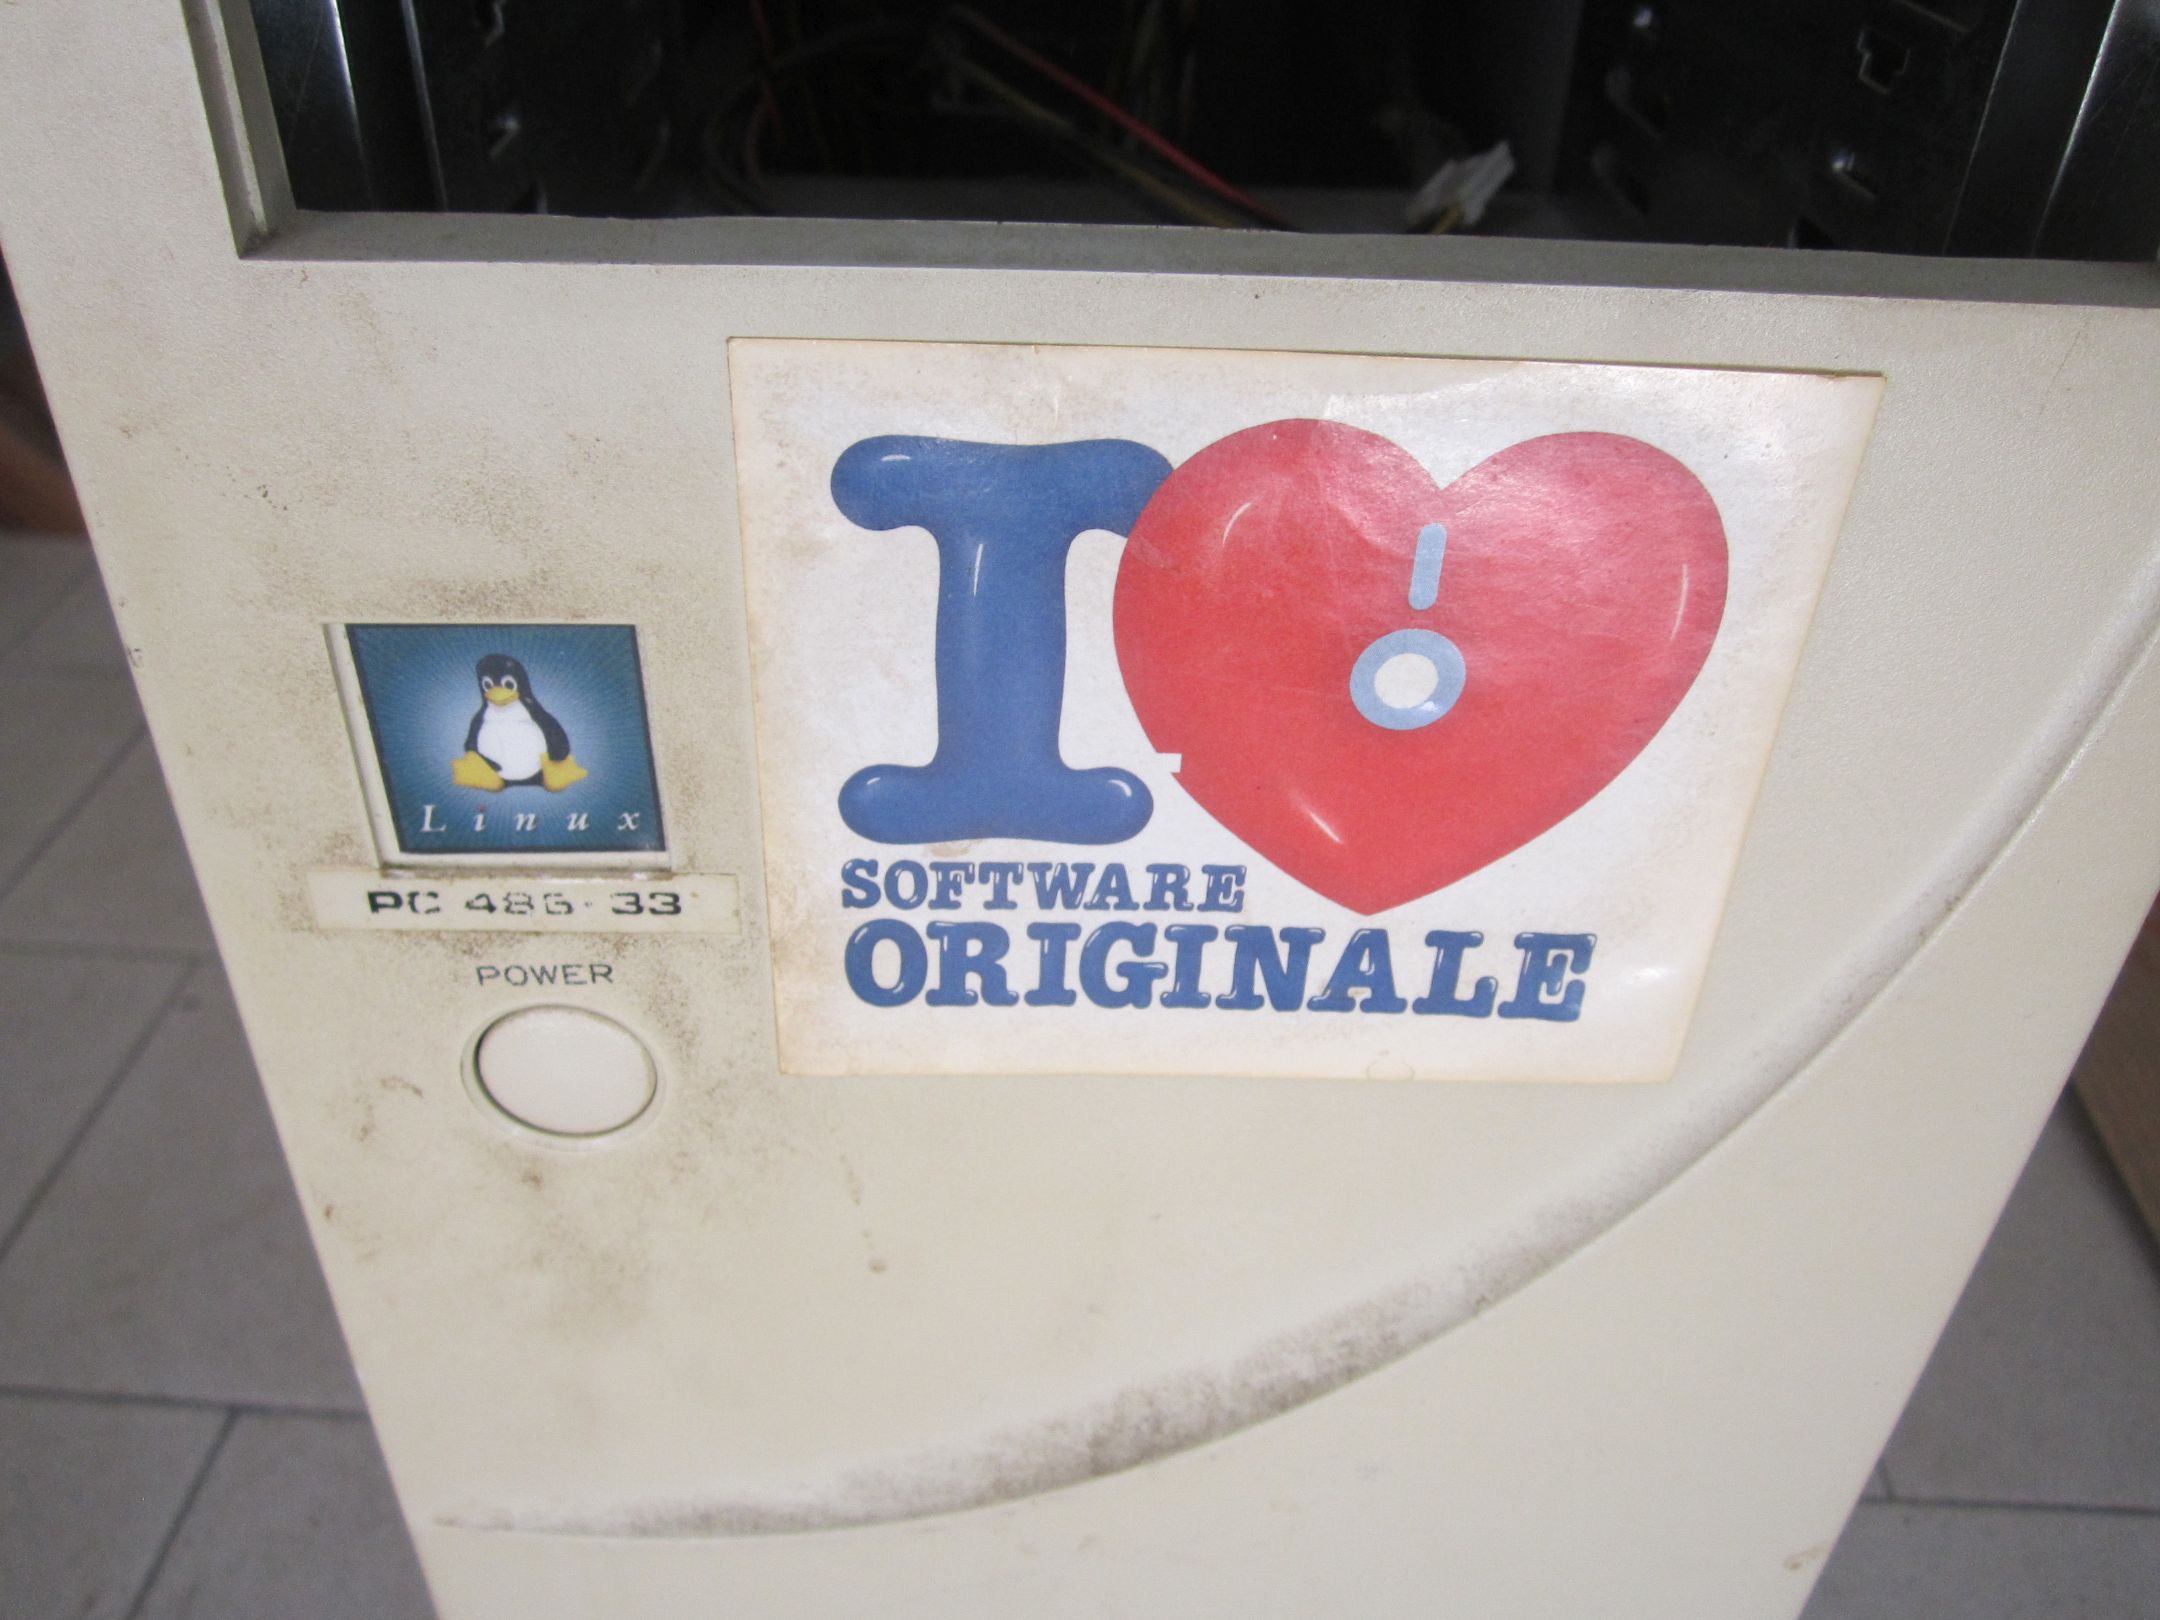 I
SOFTWARE
ORIGINALE
Linux
PC 486-33
POWER